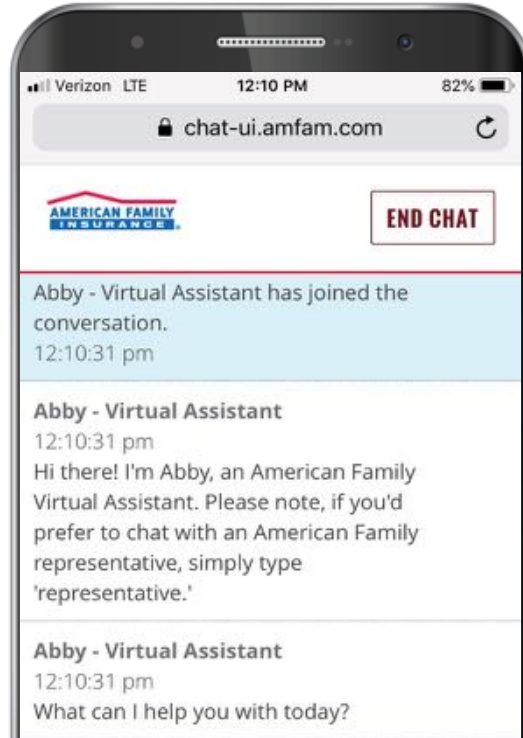 Verizon LTE 12:10 PM 82%
chat-ui.amfam.com
AMERICAN FAMILY
INSURANCE ®
END CHAT
Abby - Virtual Assistant has joined the
conversation.
12:10:31 pm
Abby - Virtual Assistant
12:10:31 pm
Hi there! I'm Abby, an American Family
Virtual Assistant. Please note, if you'd
prefer to chat with an American Family
representative, simply type
'representative.'
Abby - Virtual Assistant
12:10:31 pm
What can I help you with today?